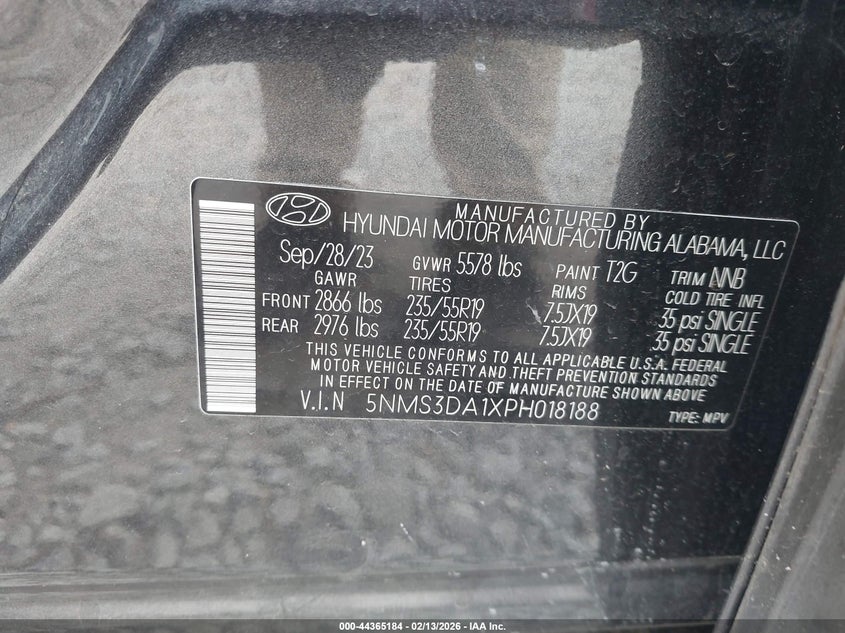 MANUFACTURED BY
HYUNDAI MOTOR MANUFACTURING ALABAMA, LLC
Sep/28/23 GVWR 5578 lbs PAINT T2G TRIM NNB
GAWR TIRES RIMS COLD TIRE INFL
FRONT 2866 lbs 235/55R19 7.5JX19 35 psi SINGLE
REAR 2976 lbs 235/55R19 7.5JX19 35 psi SINGLE
THIS VEHICLE CONFORMS TO ALL APPLICABLE U.S.A. FEDERAL
MOTOR VEHICLE SAFETY AND THEFT PREVENTION STANDARDS
IN EFFECT ON THE DATE OF MANUFACTURE SHOWN ABOVE
V.I.N 5NMS3DA1XPH018188 TYPE: MPV
000-44365184 - 02/13/2026 - IAA Inc.